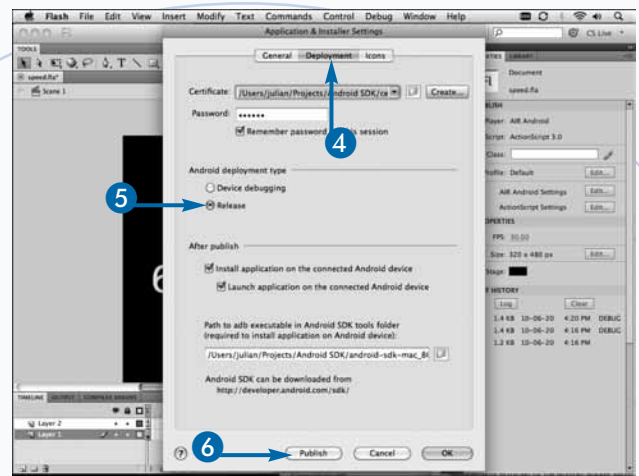 Flash File Edit View Insert Modify Text Commands Control Debug Window Help
CS Live
Application & Installer Settings
TOOLS
LIBRARY
General Deployment Icons
4
speed.fla*
Scene 1
Document
speed.fla
Certificate: /Users/julian/Projects/Android SDK/ce Create...
Password: ••••••
Remember password session
Player: AIR Android
Script: ActionScript 3.0
Class:
Profile: Default Edit...
AIR Android Settings Edit...
ActionScript Settings Edit...
Android deployment type
Device debugging
5
Release
FPS: 30.00
Size: 320 x 480 px Edit...
Stage:
After publish
Install application on the connected Android device
Launch application on the connected Android device
6
HISTORY
Log Clear
1.4 KB 10-06-20 4:20 PM DEBUG
1.4 KB 10-06-20 4:16 PM DEBUG
1.2 KB 10-06-20 4:16 PM
Path to adb executable in Android SDK tools folder
(required to install application on Android device):
/Users/julian/Projects/Android SDK/android-sdk-mac_86
Android SDK can be downloaded from
http://developer.android.com/sdk/
TIMELINE OUTPUT COMPILER ERRORS
Layer 2
Layer 1
6
Publish Cancel OK